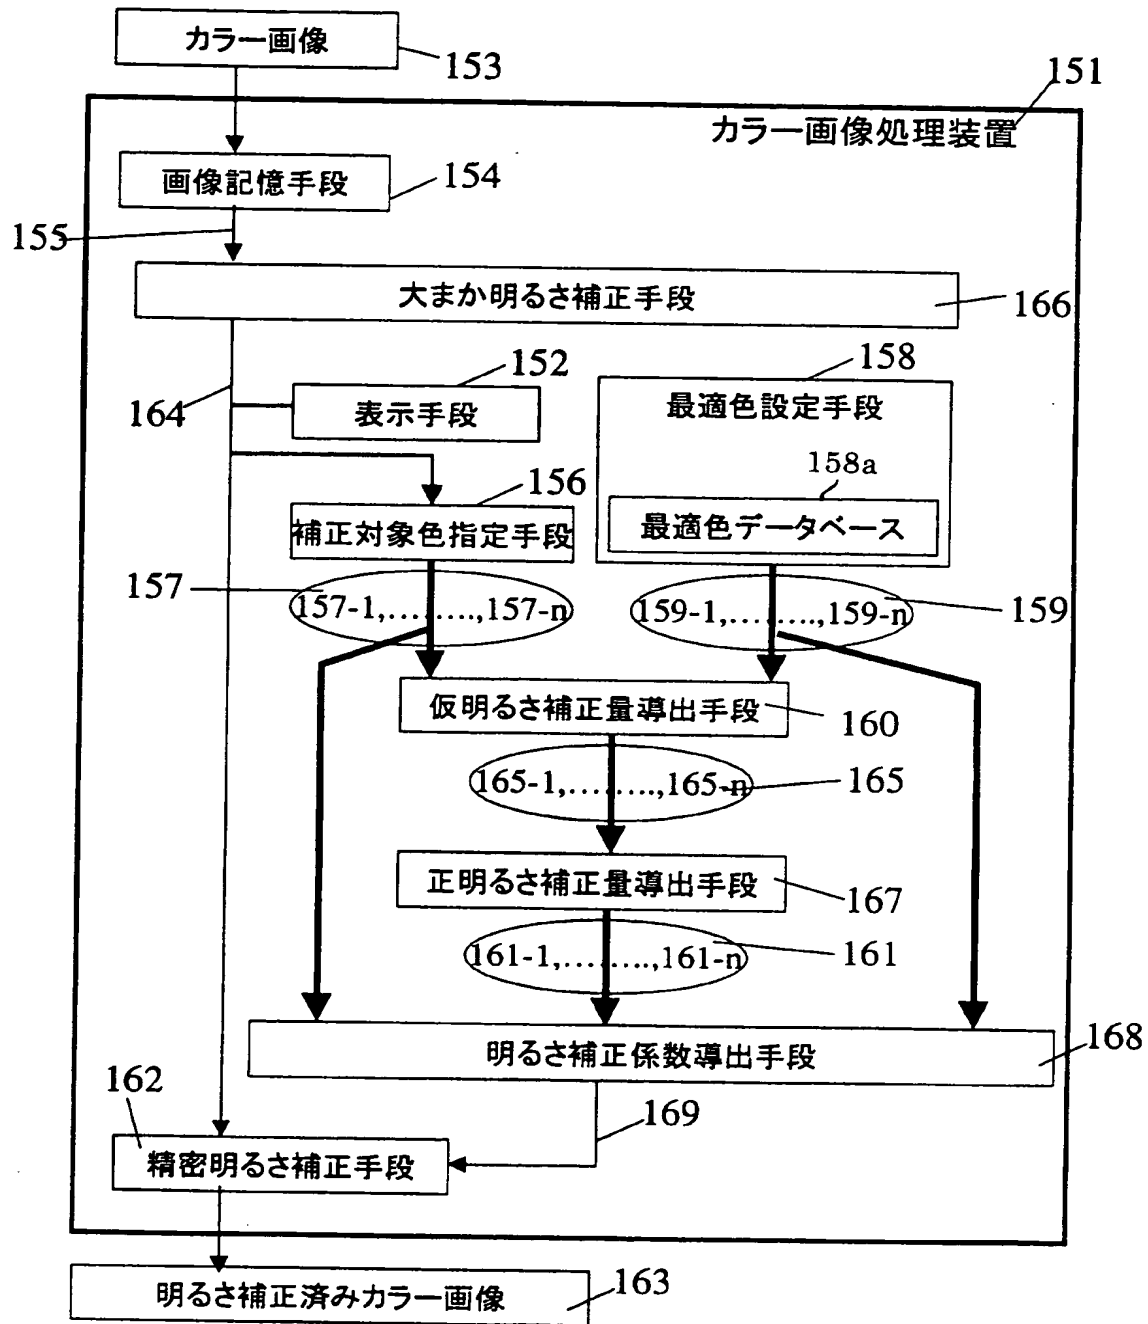 カラー画像
153
151
カラー画像処理装置
画像記憶手段
154
155
大まか明るさ補正手段
166
152
158
164
表示手段
最適色設定手段
158a
156
補正対象色指定手段
最適色データベース
157
157-1,........,157-n
159-1,........,159-n
159
仮明るさ補正量導出手段
160
165-1,........,165-n
165
正明るさ補正量導出手段
167
161-1,........,161-n
161
明るさ補正係数導出手段
168
162
169
精密明るさ補正手段
明るさ補正済みカラー画像
163